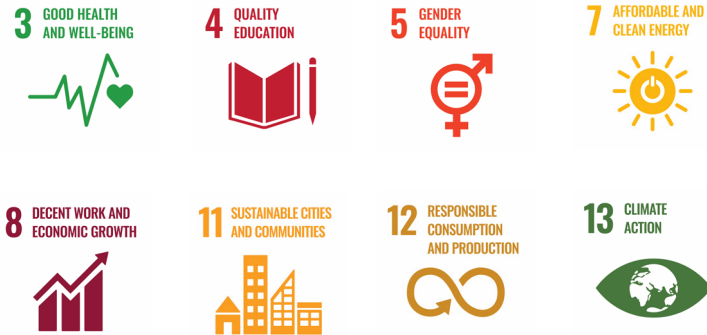 3 GOOD HEALTH
AND WELL-BEING
4 QUALITY
EDUCATION
5 GENDER
EQUALITY
7 AFFORDABLE AND
CLEAN ENERGY
8 DECENT WORK AND
ECONOMIC GROWTH
11 SUSTAINABLE CITIES
AND COMMUNITIES
12 RESPONSIBLE
CONSUMPTION
AND PRODUCTION
13 CLIMATE
ACTION